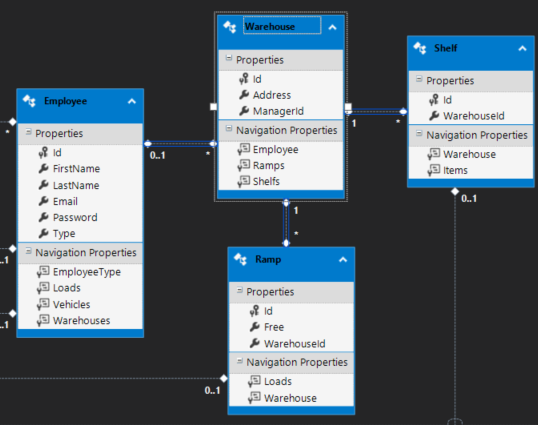 Warehouse
Properties
Id
Address
ManagerId
Navigation Properties
Employee
Ramps
Shelfs
Shelf
Properties
Id
WarehouseId
Navigation Properties
Warehouse
Items
Employee
Properties
Id
FirstName
LastName
Email
Password
Type
Navigation Properties
EmployeeType
Loads
Vehicles
Warehouses
Ramp
Properties
Id
Free
WarehouseId
Navigation Properties
Loads
Warehouse
*
0..1
*
1
*
1
*
0..1
0..1
..1
..1